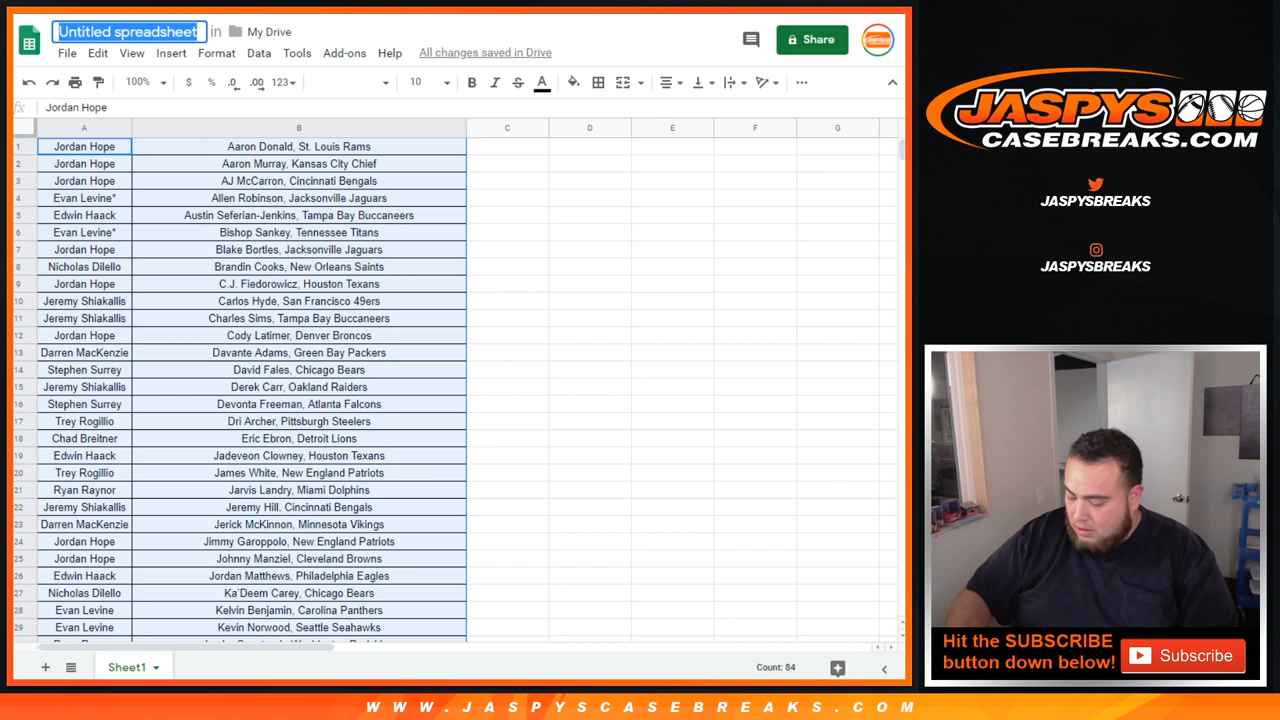 Untitled spreadsheet in My Drive
File Edit View Insert Format Data Tools Add-ons Help All changes saved in Drive
Share
100% $ % .0 .00 123 10 B I S A
fx Jordan Hope
A B C D E F G
1 Jordan Hope Aaron Donald, St. Louis Rams
2 Jordan Hope Aaron Murray, Kansas City Chief
3 Jordan Hope AJ McCarron, Cincinnati Bengals
4 Evan Levine* Allen Robinson, Jacksonville Jaguars
5 Edwin Haack Austin Seferian-Jenkins, Tampa Bay Buccaneers
6 Evan Levine* Bishop Sankey, Tennessee Titans
7 Jordan Hope Blake Bortles, Jacksonville Jaguars
8 Nicholas Dilello Brandin Cooks, New Orleans Saints
9 Jordan Hope C.J. Fiedorowicz, Houston Texans
10 Jeremy Shiakallis Carlos Hyde, San Francisco 49ers
11 Jeremy Shiakallis Charles Sims, Tampa Bay Buccaneers
12 Jordan Hope Cody Latimer, Denver Broncos
13 Darren MacKenzie Davante Adams, Green Bay Packers
14 Stephen Surrey David Fales, Chicago Bears
15 Jeremy Shiakallis Derek Carr, Oakland Raiders
16 Stephen Surrey Devonta Freeman, Atlanta Falcons
17 Trey Rogillio Dri Archer, Pittsburgh Steelers
18 Chad Breitner Eric Ebron, Detroit Lions
19 Edwin Haack Jadeveon Clowney, Houston Texans
20 Trey Rogillio James White, New England Patriots
21 Ryan Raynor Jarvis Landry, Miami Dolphins
22 Jeremy Shiakallis Jeremy Hill, Cincinnati Bengals
23 Darren MacKenzie Jerick McKinnon, Minnesota Vikings
24 Jordan Hope Jimmy Garoppolo, New England Patriots
25 Jordan Hope Johnny Manziel, Cleveland Browns
26 Edwin Haack Jordan Matthews, Philadelphia Eagles
27 Nicholas Dilello Ka'Deem Carey, Chicago Bears
28 Evan Levine Kelvin Benjamin, Carolina Panthers
29 Evan Levine Kevin Norwood, Seattle Seahawks
Sheet1
Count: 84
JASPYS
CASEBREAKS.COM
JASPYSBREAKS
JASPYSBREAKS
Hit the SUBSCRIBE
button down below!
Subscribe
WWW.JASPYSCASEBREAKS.COM